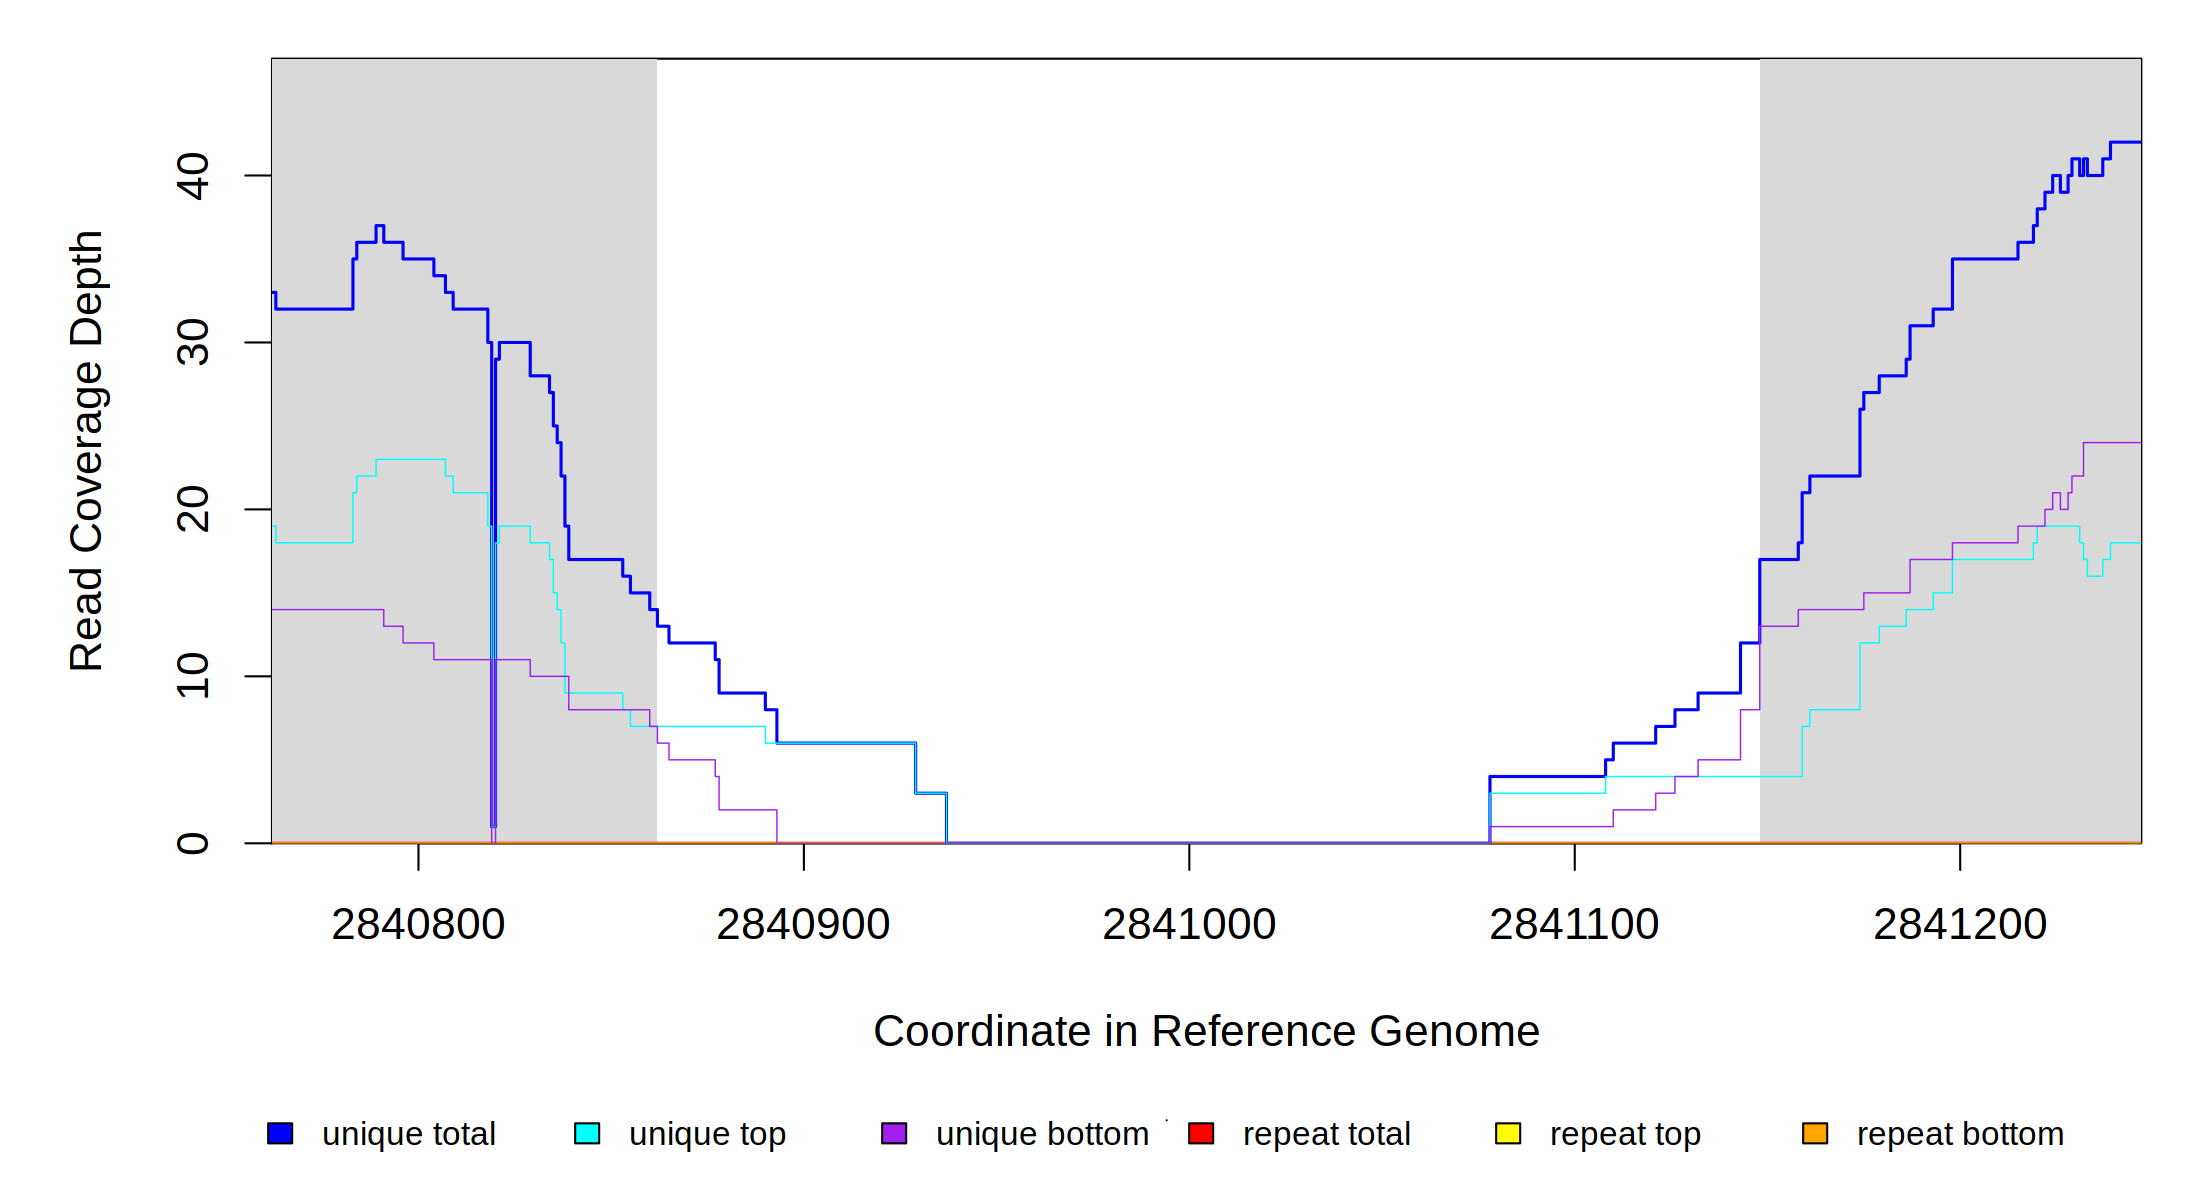 Read Coverage Depth
40
30
20
10
0
2840800 2840900 2841000 2841100 2841200
Coordinate in Reference Genome
unique total unique top unique bottom repeat total repeat top repeat bottom